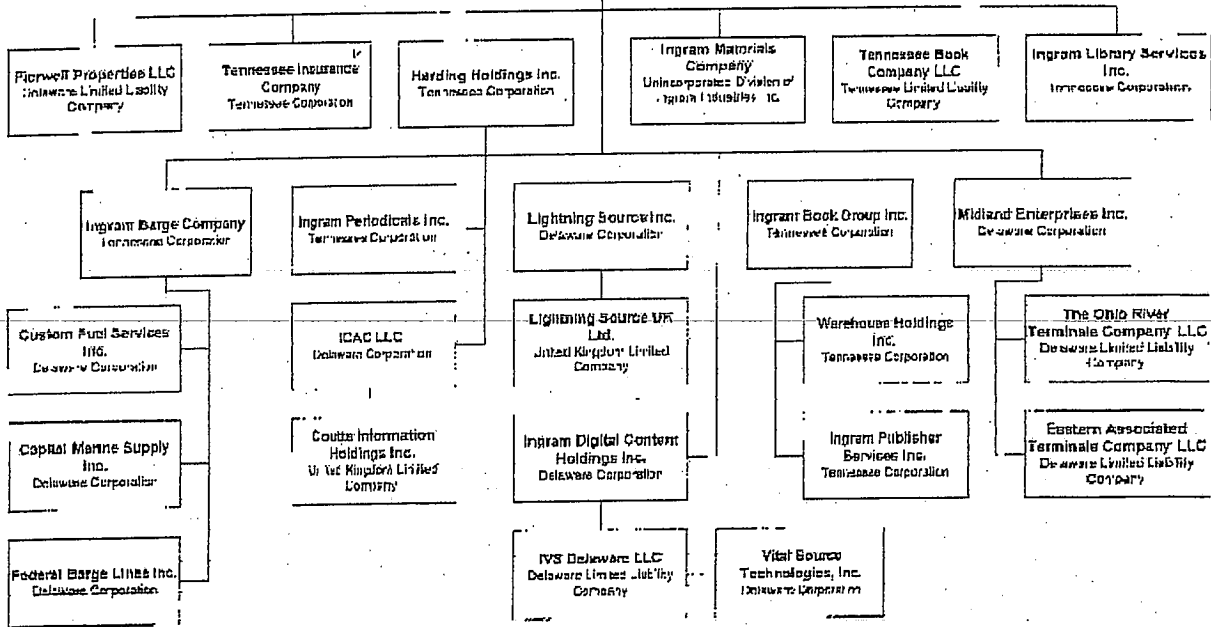 Pierwell Properties LLC
Delaware Limited Liability
Company
Tennessee Insurance
Company
Tennessee Corporation
Harding Holdings Inc.
Tennessee Corporation
Ingram Materials
Company
Unincorporated Division of
Ingram Industries Inc.
Tennessee Book
Company LLC
Tennessee Limited Liability
Company
Ingram Library Services
Inc.
Tennessee Corporation
Ingram Barge Company
Tennessee Corporation
Ingram Periodicals Inc.
Tennessee Corporation
Lightning Source Inc.
Delaware Corporation
Ingram Book Group Inc.
Tennessee Corporation
Midland Enterprises Inc.
Delaware Corporation
Custom Fuel Services
Inc.
Delaware Corporation
ICAC LLC
Delaware Corporation
Lightning Source UK
Ltd.
United Kingdom Limited
Company
Warehouse Holdings
Inc.
Tennessee Corporation
The Ohio River
Terminals Company LLC
Delaware Limited Liability
Company
Capital Marine Supply
Inc.
Delaware Corporation
Coutts Information
Holdings Inc.
United Kingdom Limited
Company
Ingram Digital Content
Holdings Inc.
Delaware Corporation
Ingram Publisher
Services Inc.
Tennessee Corporation
Eastern Associated
Terminals Company LLC
Delaware Limited Liability
Company
Federal Barge Lines Inc.
Delaware Corporation
IVS Delaware LLC
Delaware Limited Liability
Company
Vital Source
Technologies, Inc.
Delaware Corporation